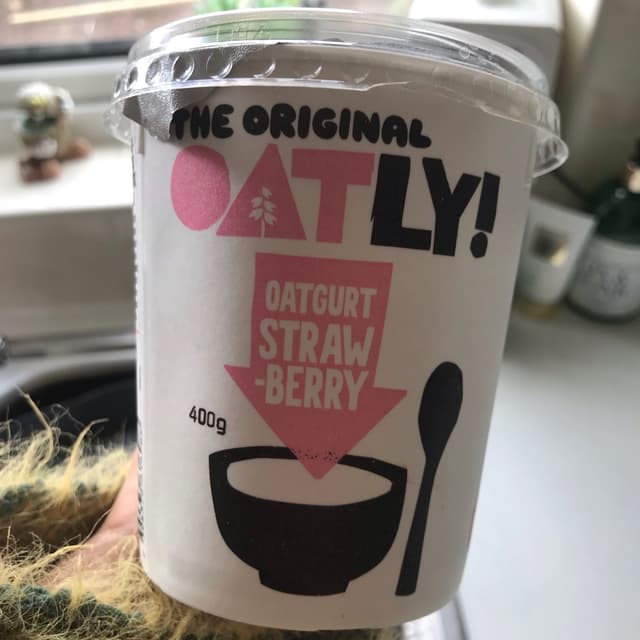 THE ORIGINAL
OATLY!
OATGURT
STRAW
-BERRY
400g